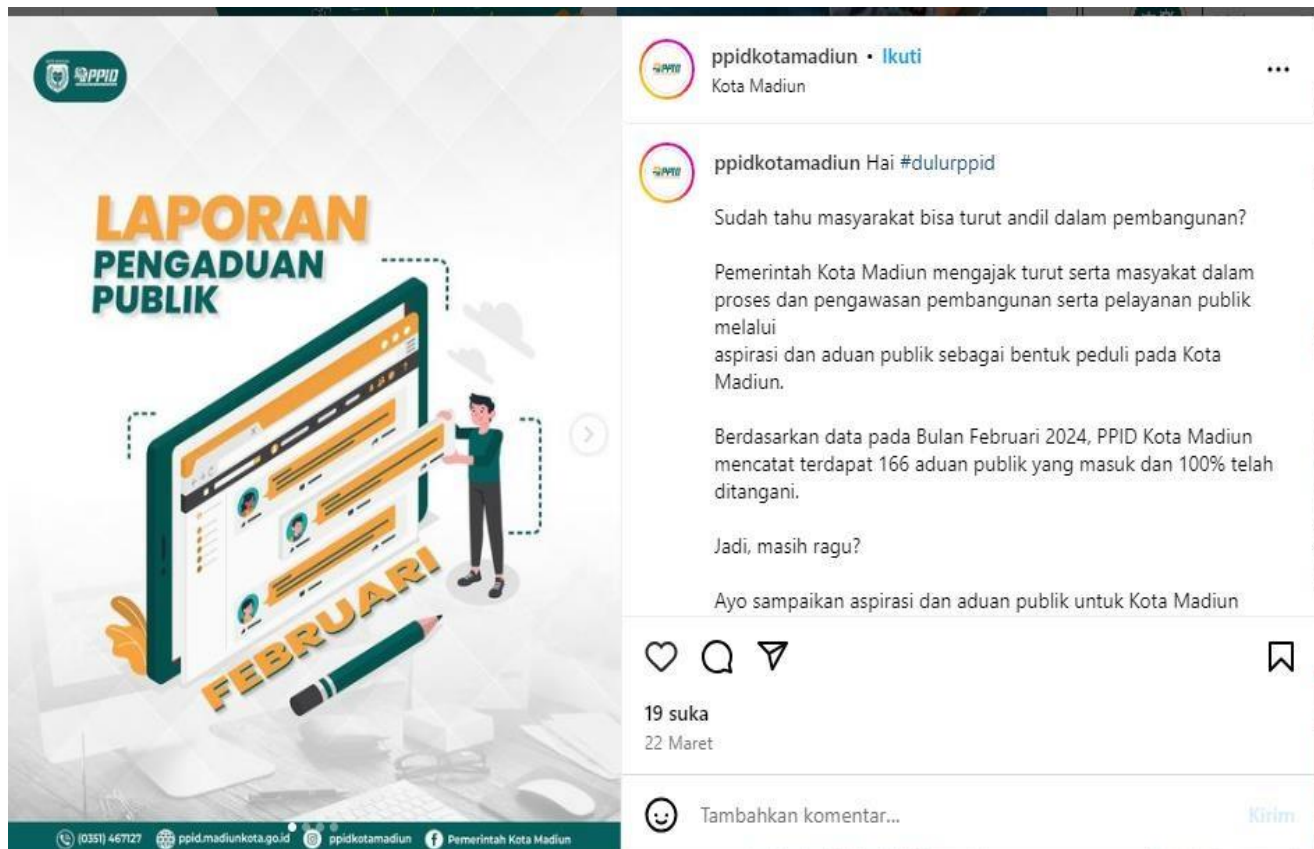 PPID
LAPORAN
PENGADUAN
PUBLIK
FEBRUARI
(0351) 467127 ppid.madiunkota.go.id ppidkotamadiun Pemerintah Kota Madiun
ppidkotamadiun • Ikuti
Kota Madiun
ppidkotamadiun Hai #dulurppid
Sudah tahu masyarakat bisa turut andil dalam pembangunan?
Pemerintah Kota Madiun mengajak turut serta masyakat dalam
proses dan pengawasan pembangunan serta pelayanan publik
melalui
aspirasi dan aduan publik sebagai bentuk peduli pada Kota
Madiun.
Berdasarkan data pada Bulan Februari 2024, PPID Kota Madiun
mencatat terdapat 166 aduan publik yang masuk dan 100% telah
ditangani.
Jadi, masih ragu?
Ayo sampaikan aspirasi dan aduan publik untuk Kota Madiun
19 suka
22 Maret
Tambahkan komentar...
Kirim